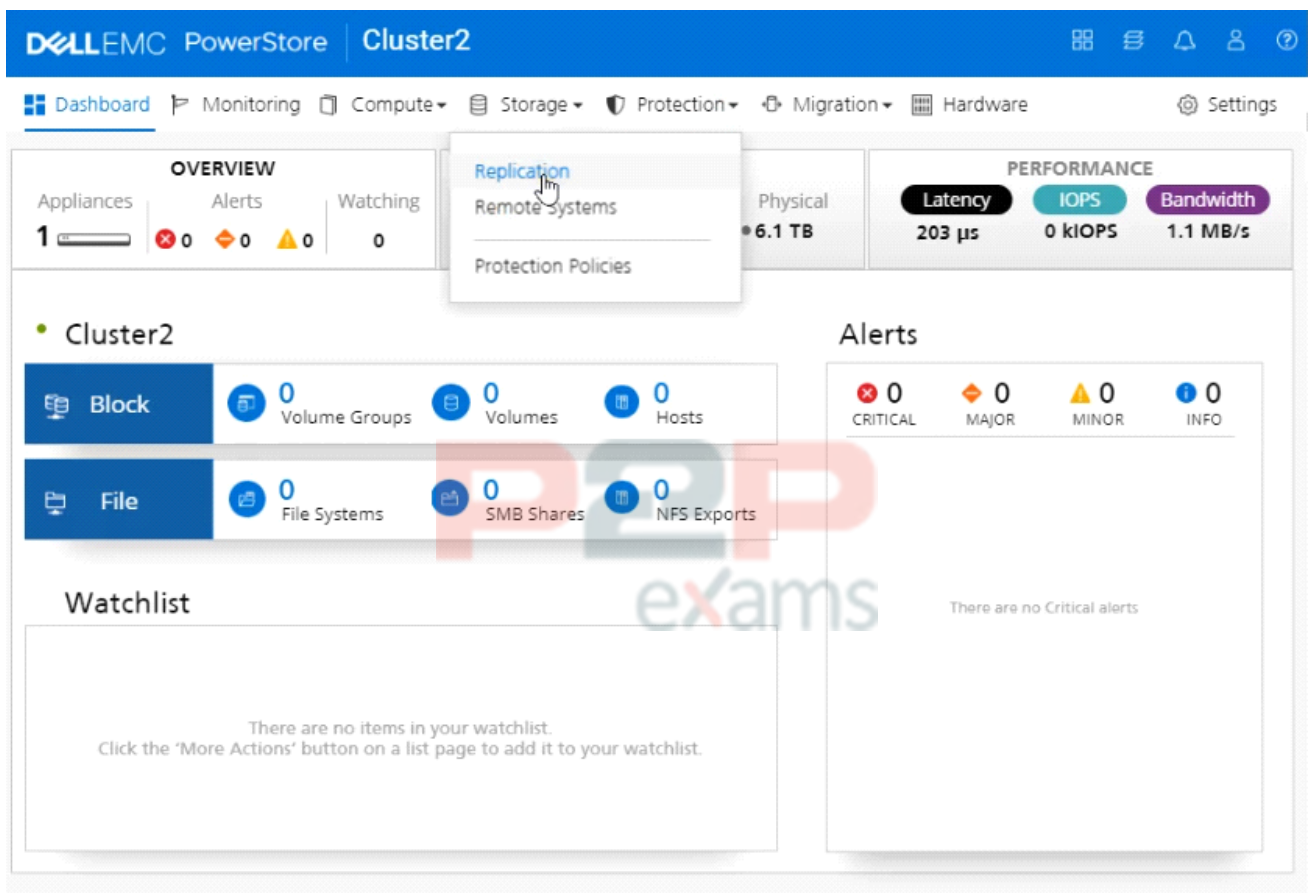 DELLEMC PowerStore Cluster2
Dashboard Monitoring Compute Storage Protection Migration Hardware Settings
OVERVIEW
Appliances Alerts Watching
1 0 0 0 0
Replication
Remote Systems
Protection Policies
Physical
6.1 TB
PERFORMANCE
Latency IOPS Bandwidth
203 µs 0 kIOPS 1.1 MB/s
Cluster2
Block
0 Volume Groups
0 Volumes
0 Hosts
File
0 File Systems
0 SMB Shares
0 NFS Exports
Watchlist
There are no items in your watchlist.
Click the 'More Actions' button on a list page to add it to your watchlist.
Alerts
0 0 0 0
CRITICAL MAJOR MINOR INFO
There are no Critical alerts
P2P
exams